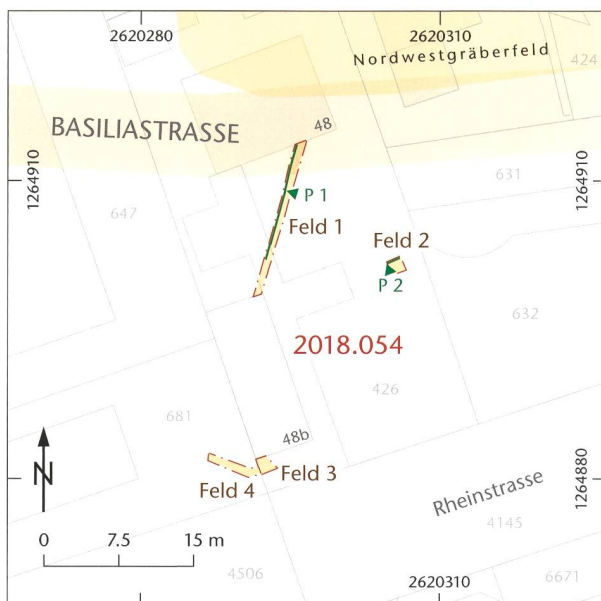 2620280
2620310
Nordwestgräberfeld
424
BASILIASTRASSE
48
1264910
1264910
631
P 1
647
Feld 1
Feld 2
P 2
632
2018.054
426
681
48b
Feld 3
Feld 4
1264880
Rheinstrasse
N
4145
0 7.5 15 m
4506
2620310
6671